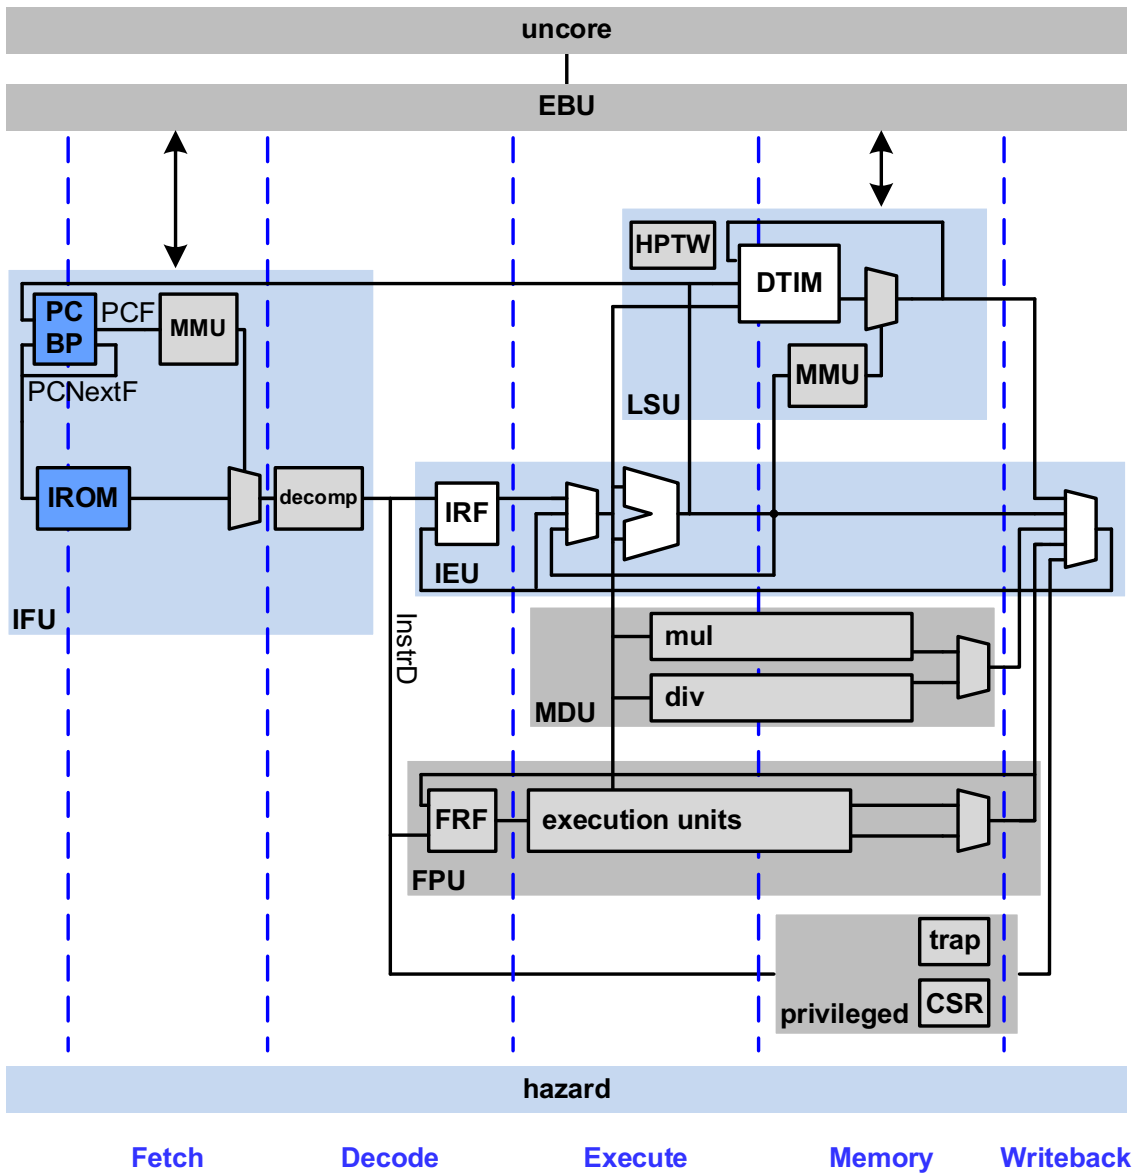 uncore
EBU
HPTW
DTIM
PC
BP
PCF
MMU
PCNextF
MMU
LSU
IROM
decomp
IRF
IEU
IFU
InstrD
mul
div
MDU
FRF
execution units
FPU
trap
CSR
privileged
hazard
Fetch
Decode
Execute
Memory
Writeback